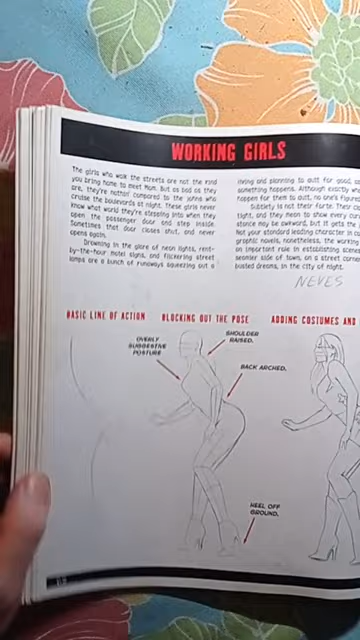 WORKING GIRLS
The girls who walk the streets are not the kind
you bring home to meet Mom. But as bad as they
are, they're nothin' compared to the johns who
cruise the boulevards at night. These girls never
know what world they're stepping into when they
open the passenger door and step inside.
Sometimes that door closes shut, and never
opens again.
Drowning in the glare of neon lights, rent-
by-the-hour motel signs, and flickering street
lamps are a bunch of runaways squeezing out a
living and planning to quit for good, as
something happens. Although exactly wh
happen for them to quit, no one's figured
Subtlety is not their forte. Their clo
tight, and they mean to show every cu
stance may be awkward, but it gets the
Not your standard leading character in co
graphic novels, nonetheless, the working
an important role in establishing scenes
seamier side of town, on a street corner
busted dreams, in the city of night.
NEVES
BASIC LINE OF ACTION
BLOCKING OUT THE POSE
ADDING COSTUMES AND
OVERLY
SUGGESTIVE
POSTURE
SHOULDER
RAISED.
BACK ARCHED.
HEEL OFF
GROUND.